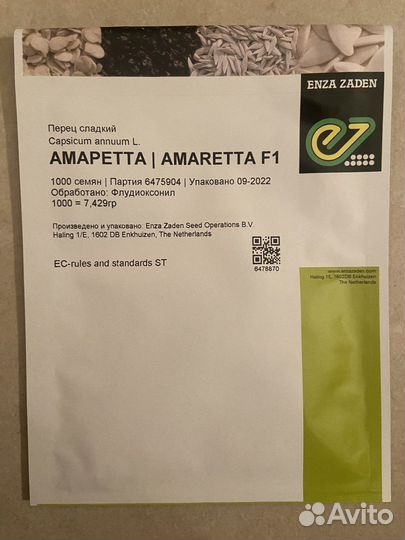 ENZA ZADEN
Перец сладкий
Capsicum annuum L.
АМАРЕТТА | AMARETTA F1
1000 семян | Партия 6475904 | Упаковано 09-2022
Обработано: Флудиоксонил
1000 = 7,429гр
Произведено и упаковано: Enza Zaden Seed Operations B.V.
Haling 1/E, 1602 DB Enkhuizen, The Netherlands
6478870
EC-rules and standards ST
www.enzazaden.com
Haling 1E, 1602DB Enkhuizen
The Netherlands
Avito